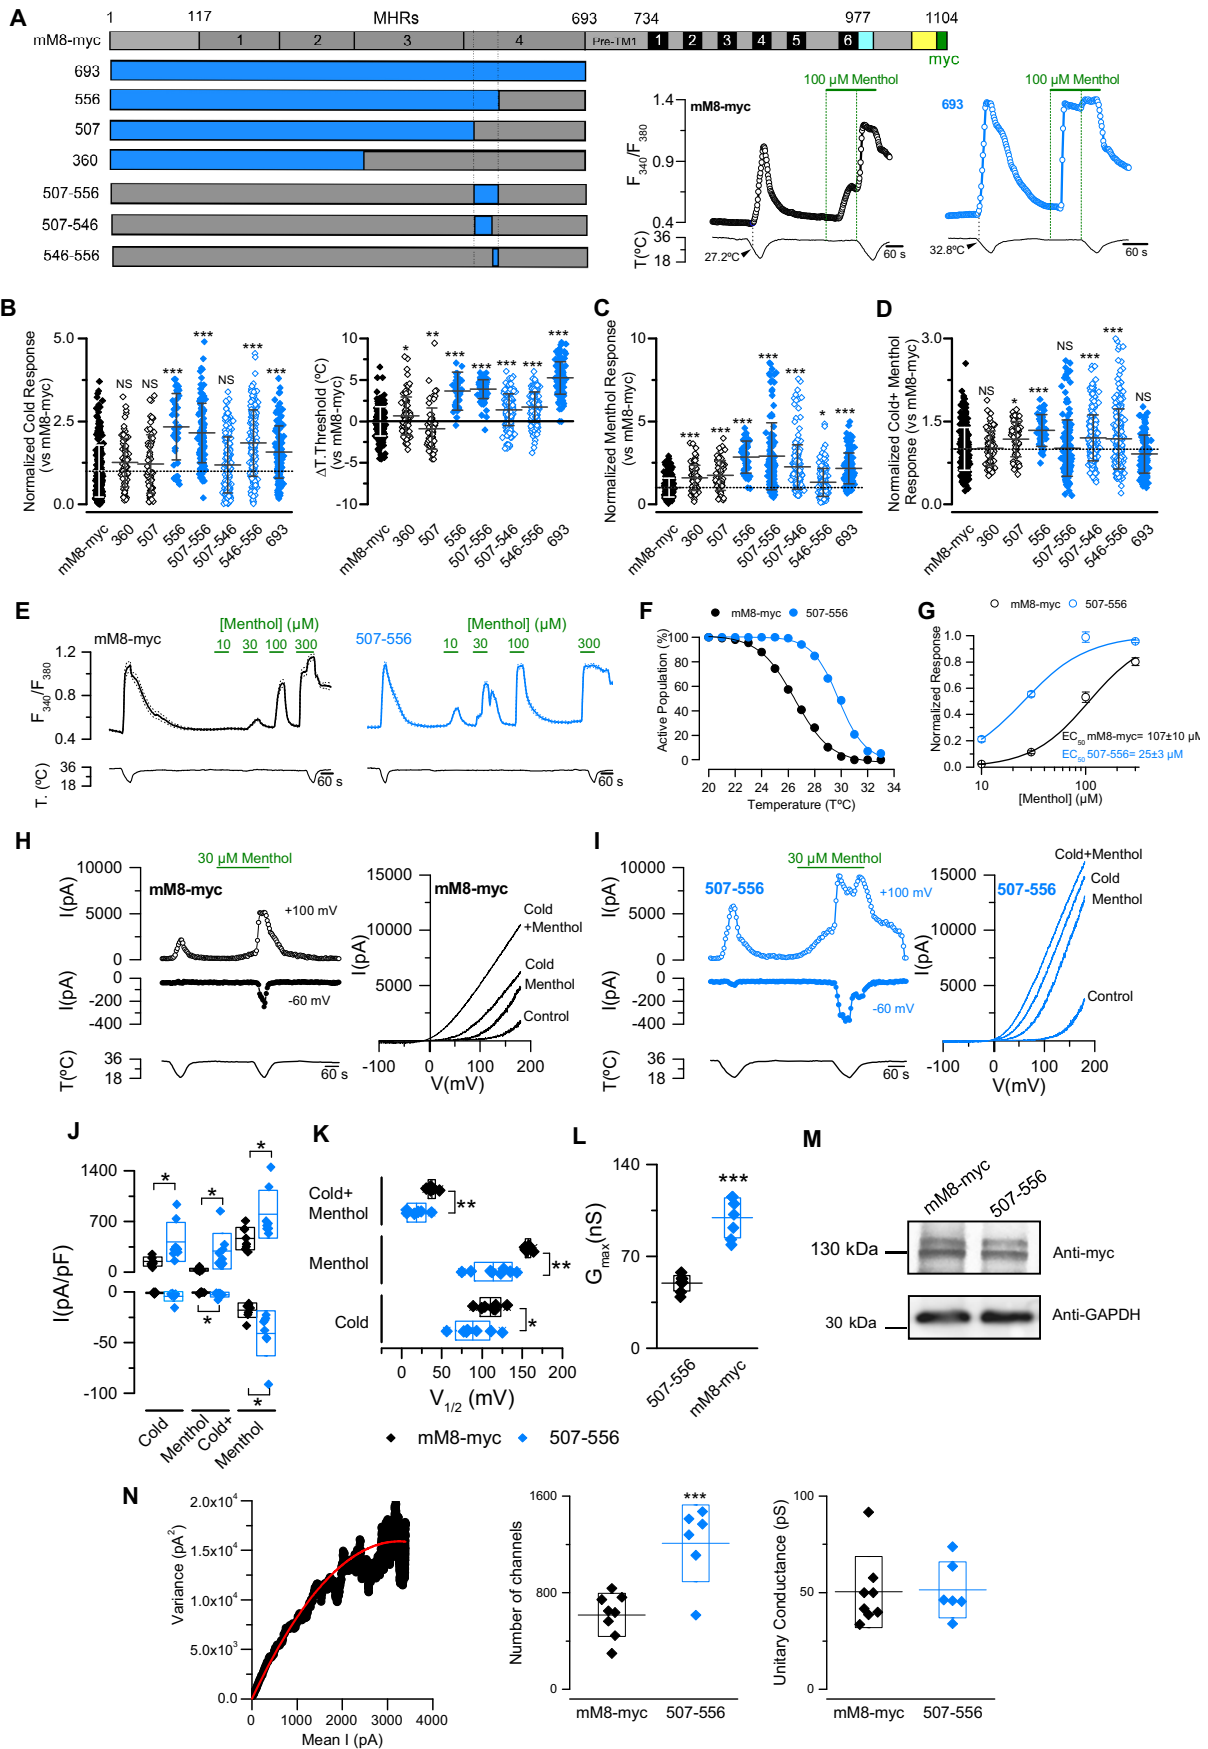 A
1 117 MHRs 693 734 977 1104
mM8-myc 1 2 3 4 Pre-TM1 1 2 3 4 5 6
myc
693
556
507
360
507-556
507-546
546-556
100 µM Menthol
mM8-myc
1.4
0.9
0.4
F340/F380
36
18
T(ºC)
27.2ºC
60 s
100 µM Menthol
693
32.8ºC
60 s
B
Normalized Cold Response
(vs mM8-myc)
5.0
2.5
0.0
NS NS *** *** NS *** ***
mM8-myc 360 507 556 507-556 507-546 546-556 693
ΔT.Threshold (ºC)
(vs mM8-myc)
10
5
0
-5
-10
* ** *** *** *** *** ***
mM8-myc 360 507 556 507-556 507-546 546-556 693
C
Normalized Menthol Response
(vs mM8-myc)
10
5
0
*** *** *** *** *** * ***
mM8-myc 360 507 556 507-556 507-546 546-556 693
D
Normalized Cold+ Menthol
Response (vs mM8-myc)
3.0
1.5
0.0
NS * *** NS *** *** NS
mM8-myc 360 507 556 507-556 507-546 546-556 693
E
mM8-myc
[Menthol] (µM)
10 30 100 300
1.2
0.8
0.4
F340/F380
36
18
T. (ºC)
60 s
507-556
[Menthol] (µM)
10 30 100 300
60 s
F
mM8-myc 507-556
Active Population (%)
100
80
60
40
20
0
20 22 24 26 28 30 32 34
Temperature (TºC)
G
mM8-myc 507-556
Normalized Response
1.0
0.8
0.6
0.4
0.2
0.0
EC50 mM8-myc= 107±10 µM
EC50 507-556= 25±3 µM
10 100
[Menthol] (µM)
H
30 µM Menthol
mM8-myc
10000
5000
0
I(pA)
+100 mV
0
-200
-400
I(pA)
-60 mV
36
18
T(ºC)
60 s
mM8-myc
15000
10000
5000
I(pA)
Cold
+Menthol
Cold
Menthol
Control
-100 0 100 200
V(mV)
I
30 µM Menthol
507-556
10000
5000
0
I(pA)
+100 mV
0
-200
-400
I(pA)
-60 mV
36
18
T(ºC)
60 s
507-556
15000
10000
5000
I(pA)
Cold+Menthol
Cold
Menthol
Control
-100 0 100 200
V(mV)
J
I(pA/pF)
1400
700
0
0
-50
-100
* * *
* *
Cold
Menthol
Cold+
Menthol
K
Cold+
Menthol
**
Menthol
**
Cold
*
0 50 100 150 200
V1/2 (mV)
mM8-myc 507-556
L
Gmax(nS)
140
70
0
***
507-556 mM8-myc
M
mM8-myc 507-556
130 kDa Anti-myc
30 kDa Anti-GAPDH
N
Variance (pA2)
2.0x10^4
1.5x10^4
1.0x10^4
5.0x10^3
0.0
0 1000 2000 3000 4000
Mean I (pA)
Number of channels
1600
800
0
***
mM8-myc 507-556
Unitary Conductance (pS)
100
50
0
mM8-myc 507-556